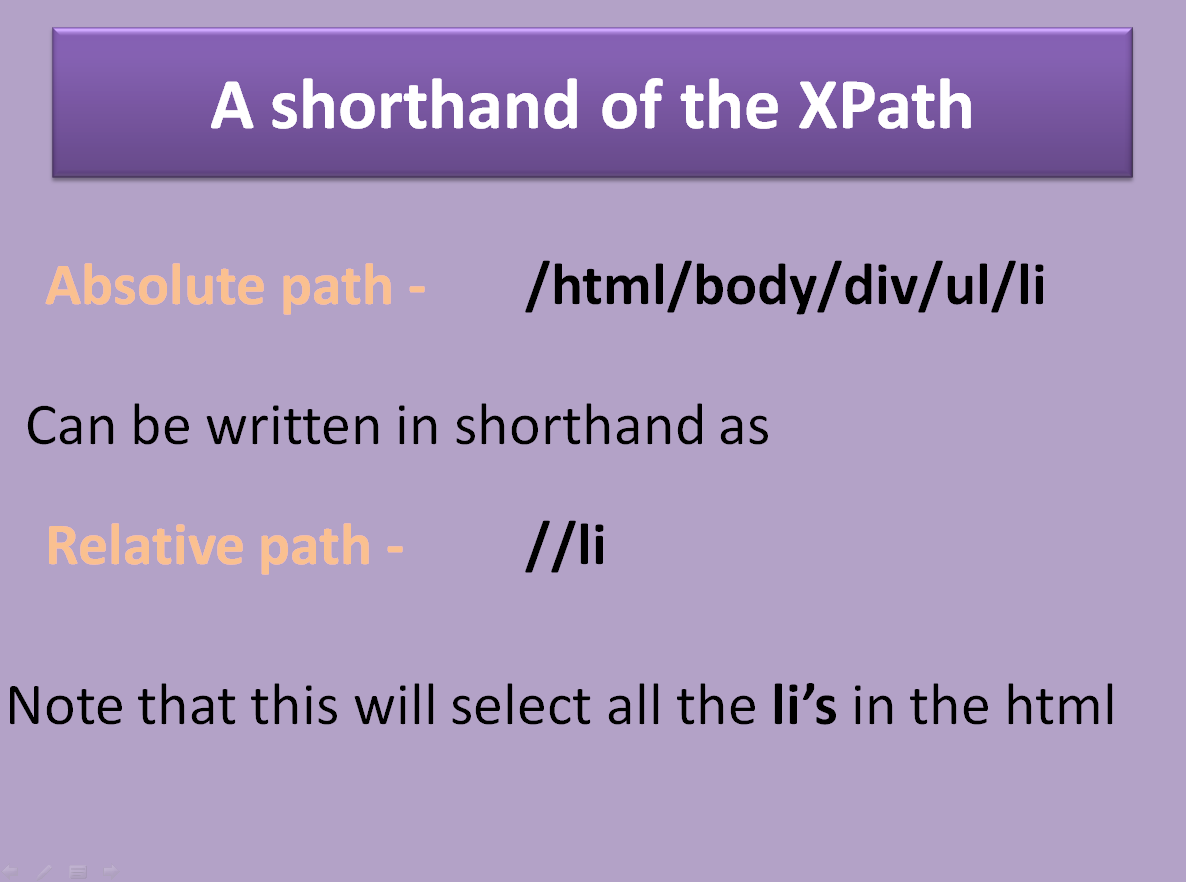 A shorthand of the XPath
Absolute path - /html/body/div/ul/li
Can be written in shorthand as
Relative path - //li
Note that this will select all the li’s in the html